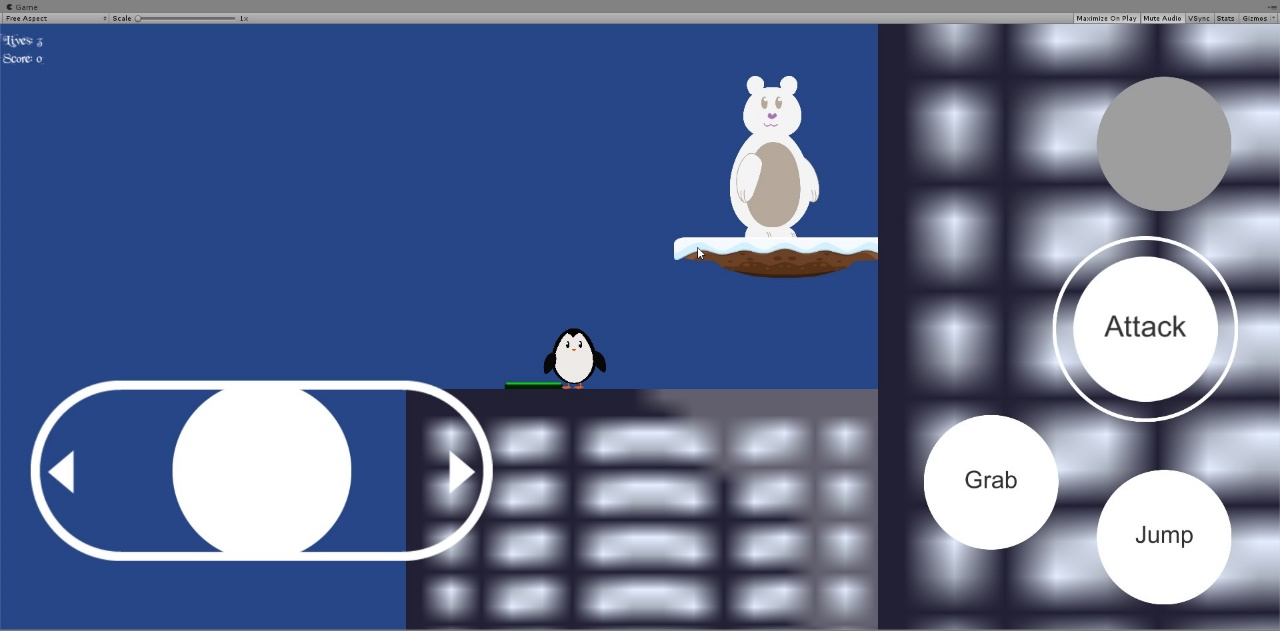 Game
Free Aspect
Scale 1x
Maximize On Play Mute Audio VSync Stats Gizmos
Lives: 3
Score: 0
Attack
Grab
Jump